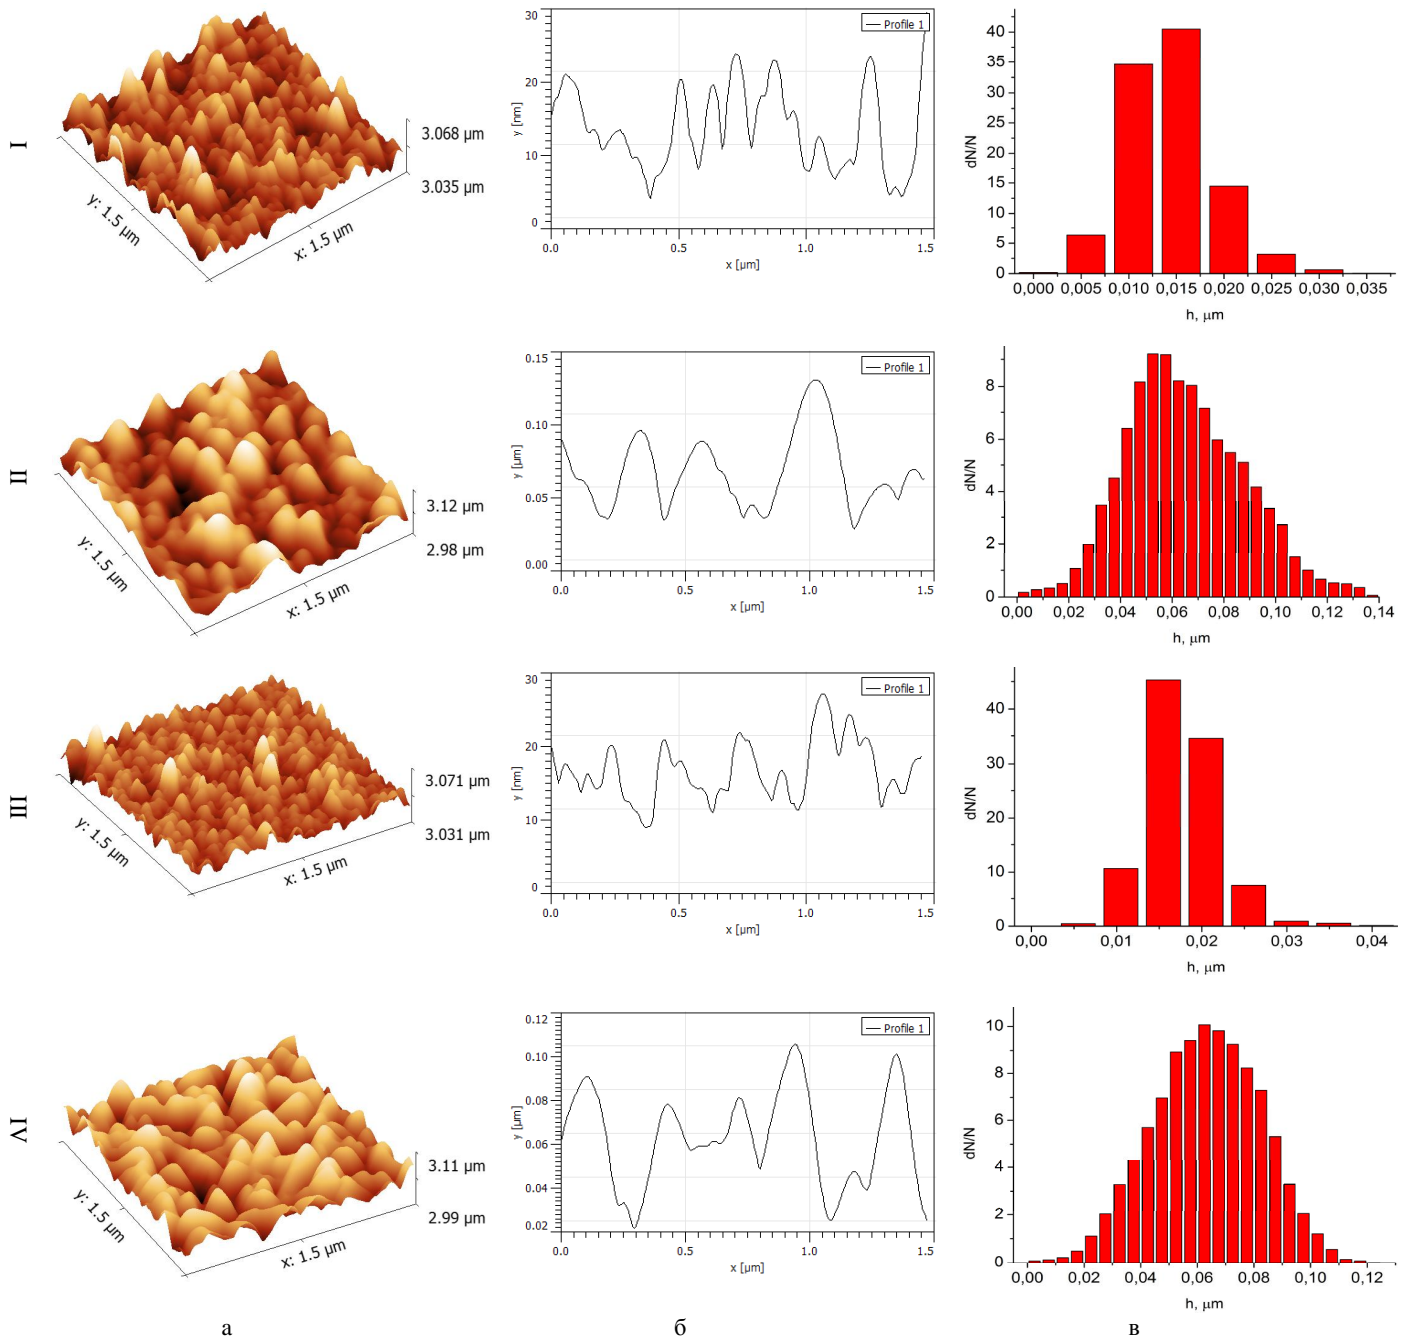 I
3.068 µm
3.035 µm
y: 1.5 µm
x: 1.5 µm
30
20
10
0
y [nm]
Profile 1
0.0
0.5
1.0
1.5
x [µm]
40
35
30
25
20
15
10
5
0
dN/N
0,000
0,005
0,010
0,015
0,020
0,025
0,030
0,035
h, µm
II
3.12 µm
2.98 µm
y: 1.5 µm
x: 1.5 µm
0.15
0.10
0.05
0.00
y [µm]
Profile 1
0.0
0.5
1.0
1.5
x [µm]
8
6
4
2
0
dN/N
0,00
0,02
0,04
0,06
0,08
0,10
0,12
0,14
h, µm
III
3.071 µm
3.031 µm
y: 1.5 µm
x: 1.5 µm
30
20
10
0
y [nm]
Profile 1
0.0
0.5
1.0
1.5
x [µm]
40
30
20
10
0
dN/N
0,00
0,01
0,02
0,03
0,04
h, µm
IV
3.11 µm
2.99 µm
y: 1.5 µm
x: 1.5 µm
0.12
0.10
0.08
0.06
0.04
0.02
y [µm]
Profile 1
0.0
0.5
1.0
1.5
x [µm]
10
8
6
4
2
0
dN/N
0,00
0,02
0,04
0,06
0,08
0,10
0,12
h, µm
а
б
в